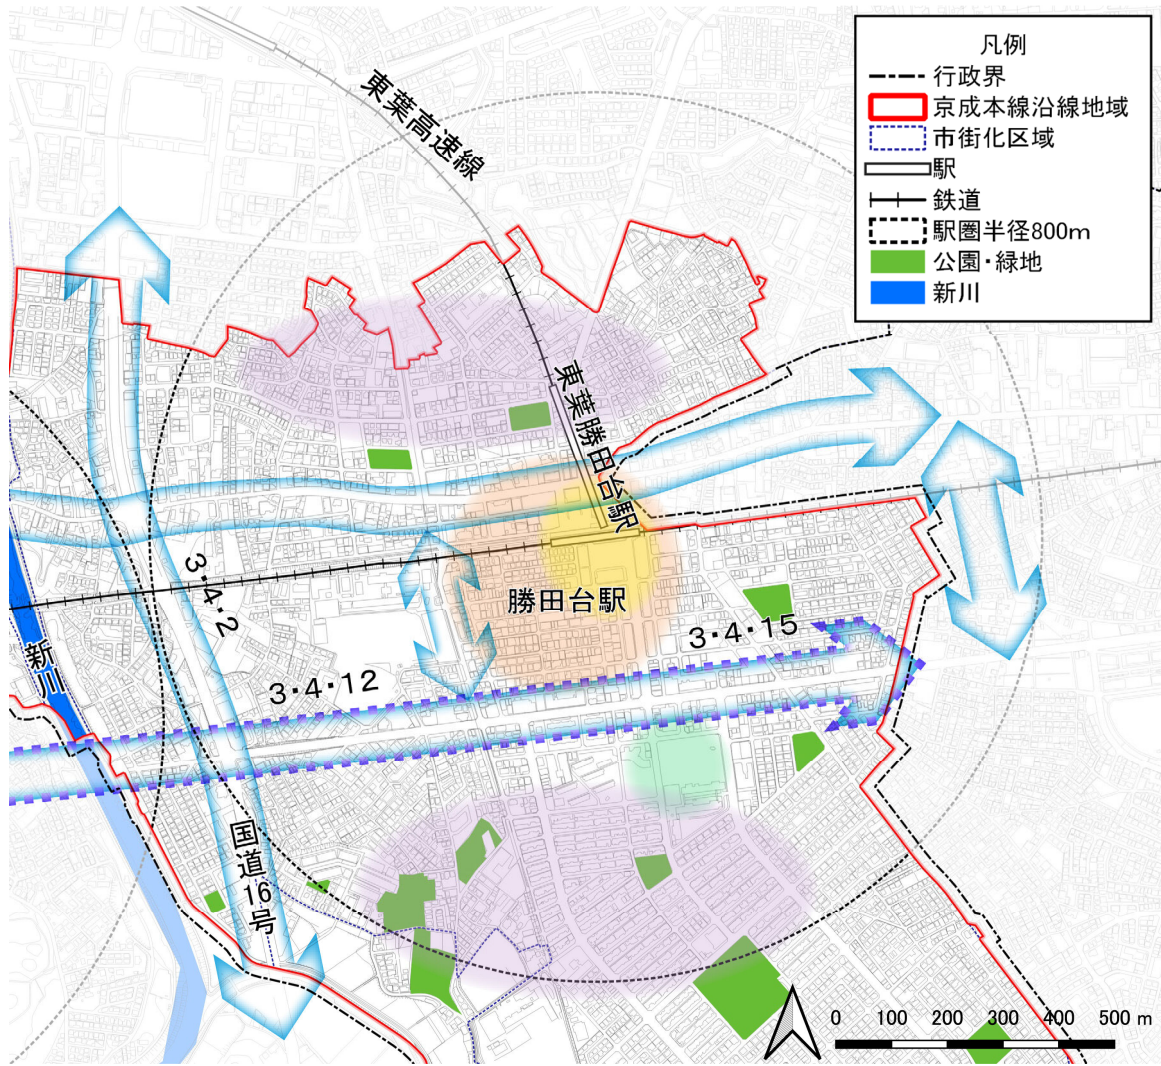 凡例
行政界
京成本線沿線地域
市街化区域
駅
鉄道
駅圏半径800m
公園・緑地
新川
東葉高速線
東葉勝田台駅
勝田台駅
3・4・2
3・4・15
3・4・12
新川
国道16号
0 100 200 300 400 500 m